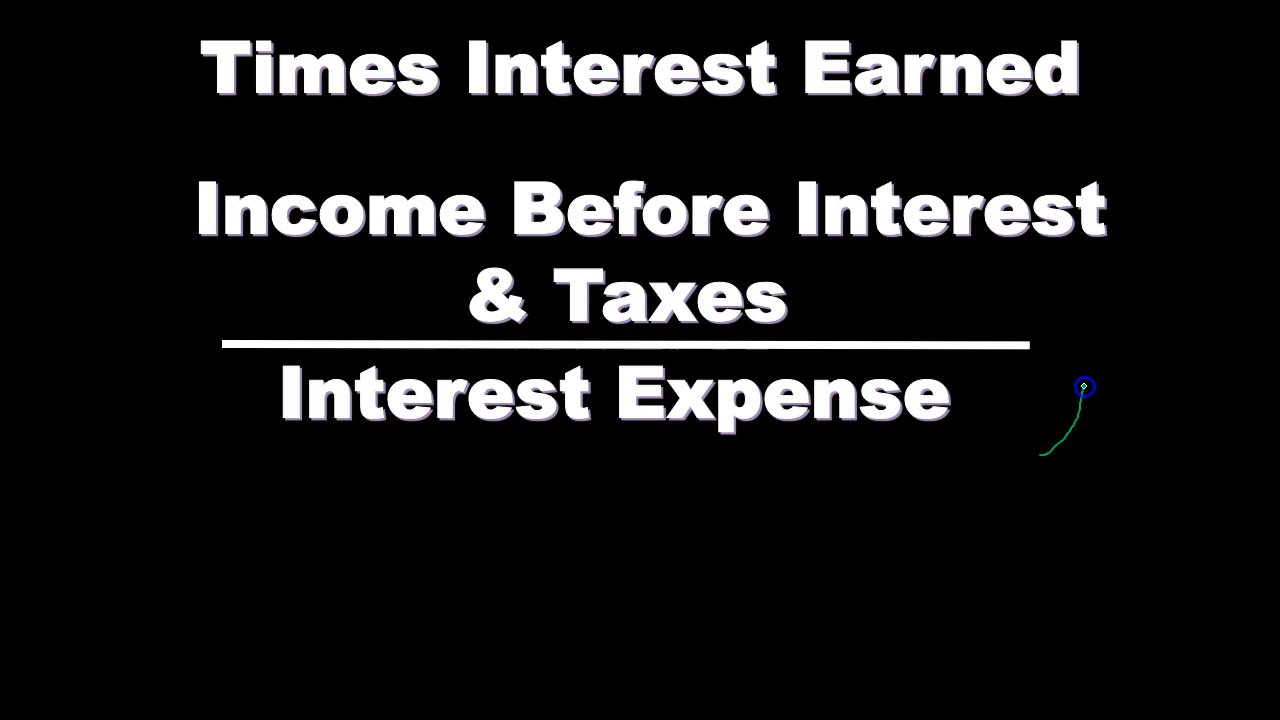 Times Interest Earned
Income Before Interest
& Taxes
Interest Expense